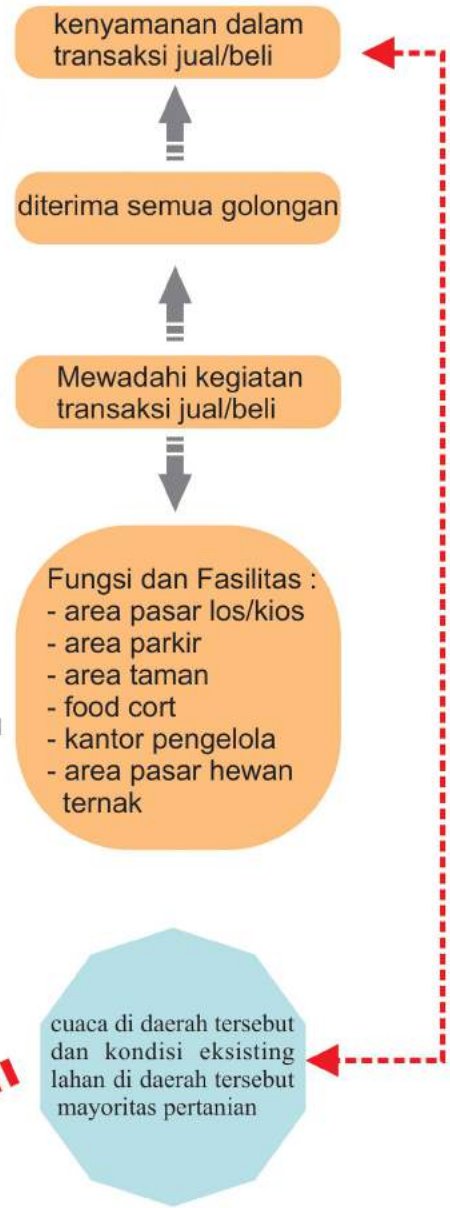 kenyamanan dalam
transaksi jual/beli
diterima semua golongan
Mewadahi kegiatan
transaksi jual/beli
Fungsi dan Fasilitas :
- area pasar los/kios
- area parkir
- area taman
- food cort
- kantor pengelola
- area pasar hewan
ternak
cuaca di daerah tersebut
dan kondisi eksisting
lahan di daerah tersebut
mayoritas pertanian